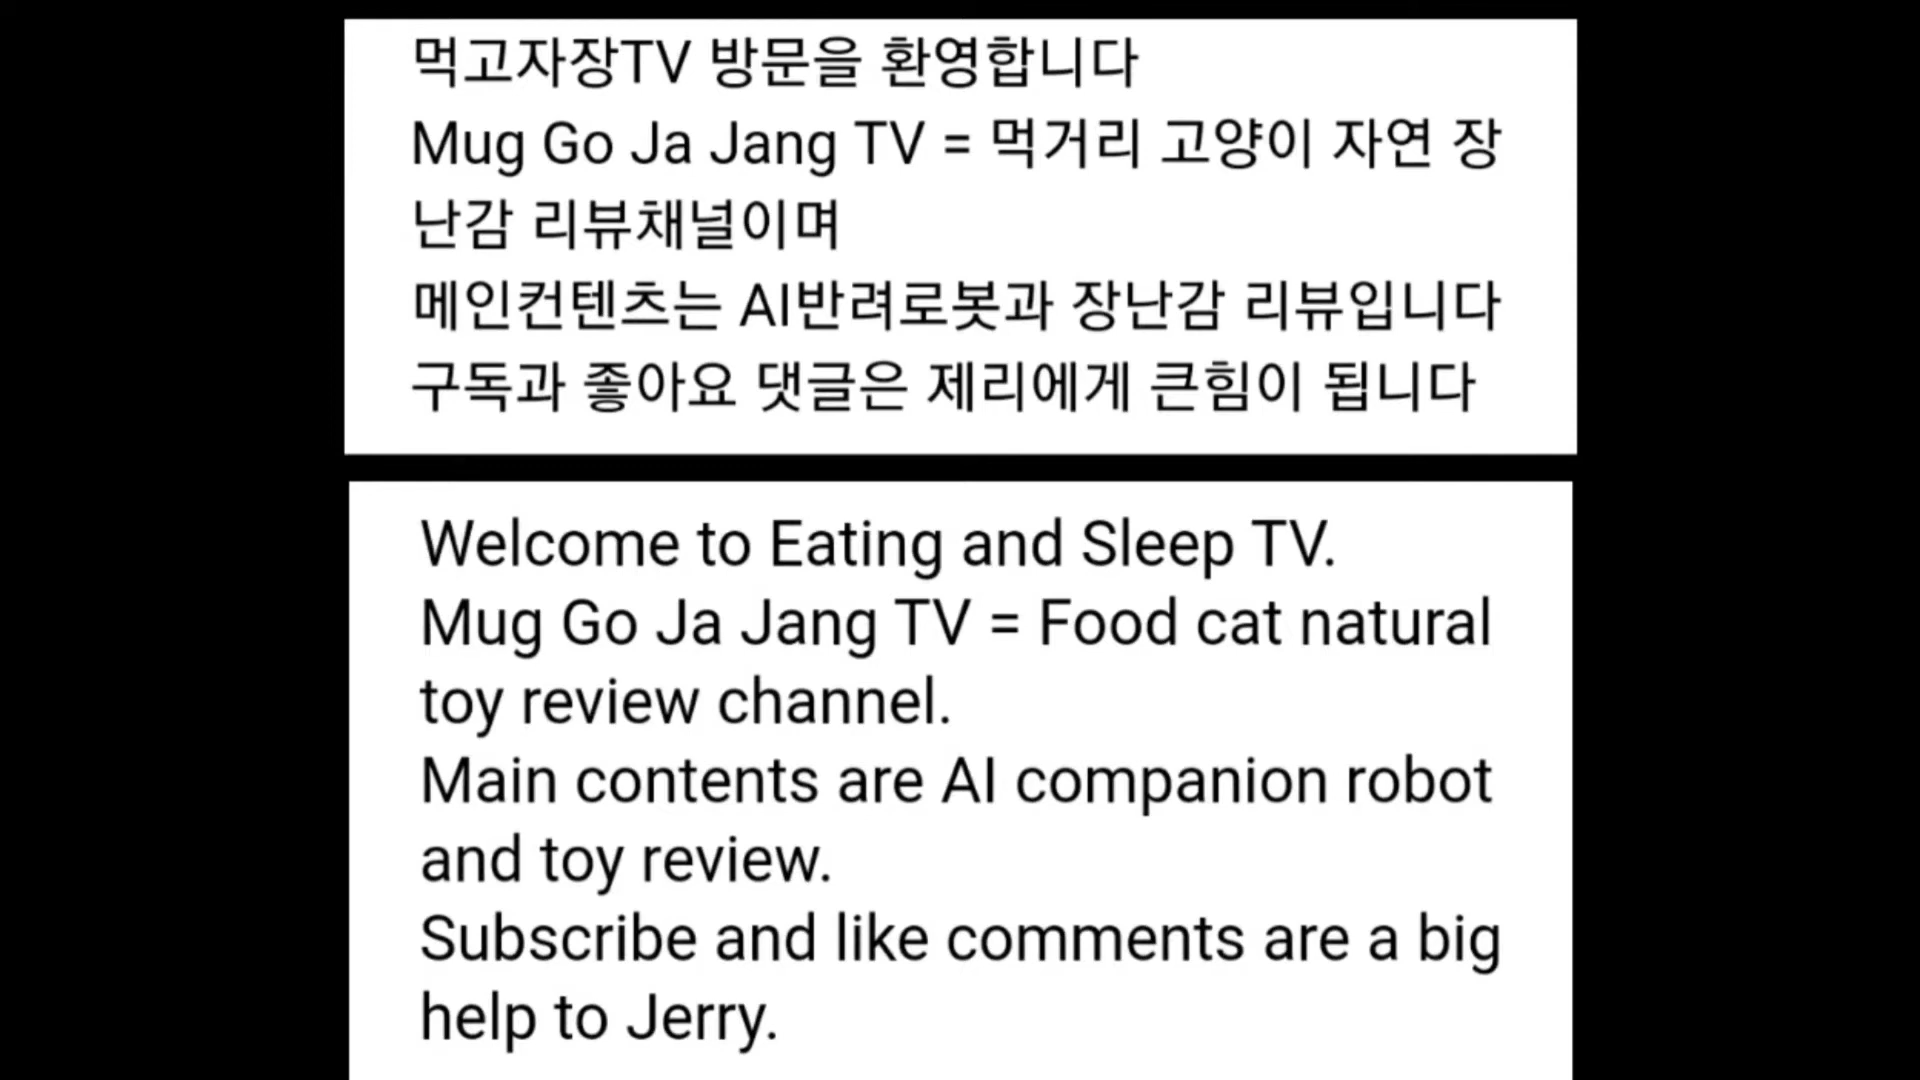 먹고자장TV 방문을 환영합니다
Mug Go Ja Jang TV = 먹거리 고양이 자연 장
난감 리뷰채널이며
메인컨텐츠는 AI반려로봇과 장난감 리뷰입니다
구독과 좋아요 댓글은 제리에게 큰힘이 됩니다
Welcome to Eating and Sleep TV.
Mug Go Ja Jang TV = Food cat natural
toy review channel.
Main contents are AI companion robot
and toy review.
Subscribe and like comments are a big
help to Jerry.